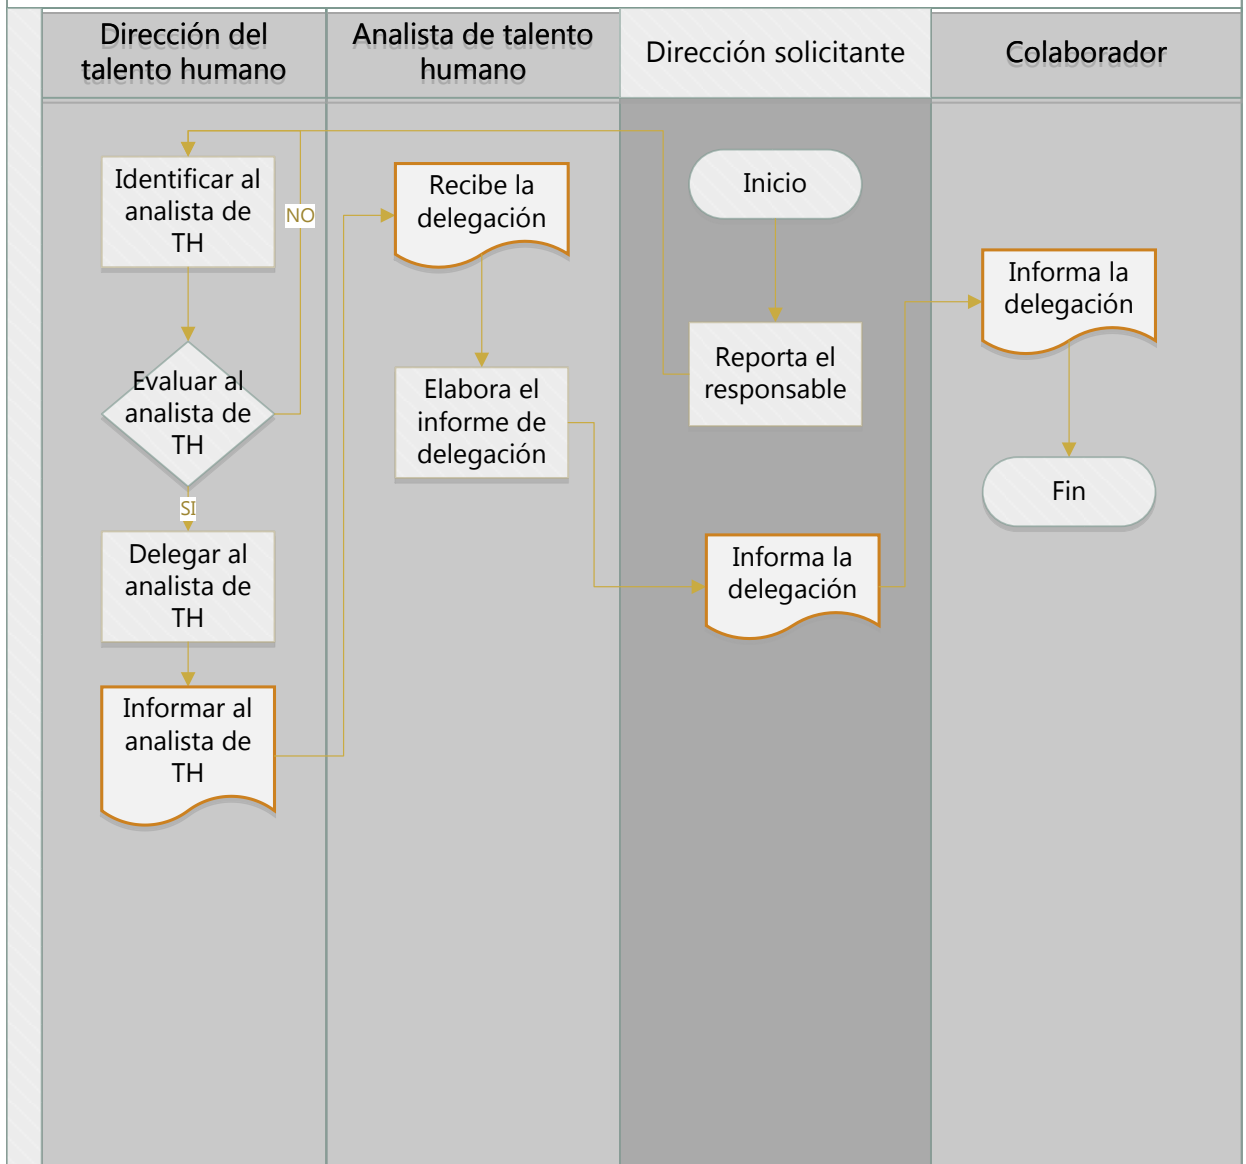 Dirección del
talento humano
Analista de talento
humano
Dirección solicitante
Colaborador
Identificar al
analista de
TH
NO
Evaluar al
analista de
TH
SI
Delegar al
analista de
TH
Informar al
analista de
TH
Recibe la
delegación
Elabora el
informe de
delegación
Inicio
Reporta el
responsable
Informa la
delegación
Informa la
delegación
Fin